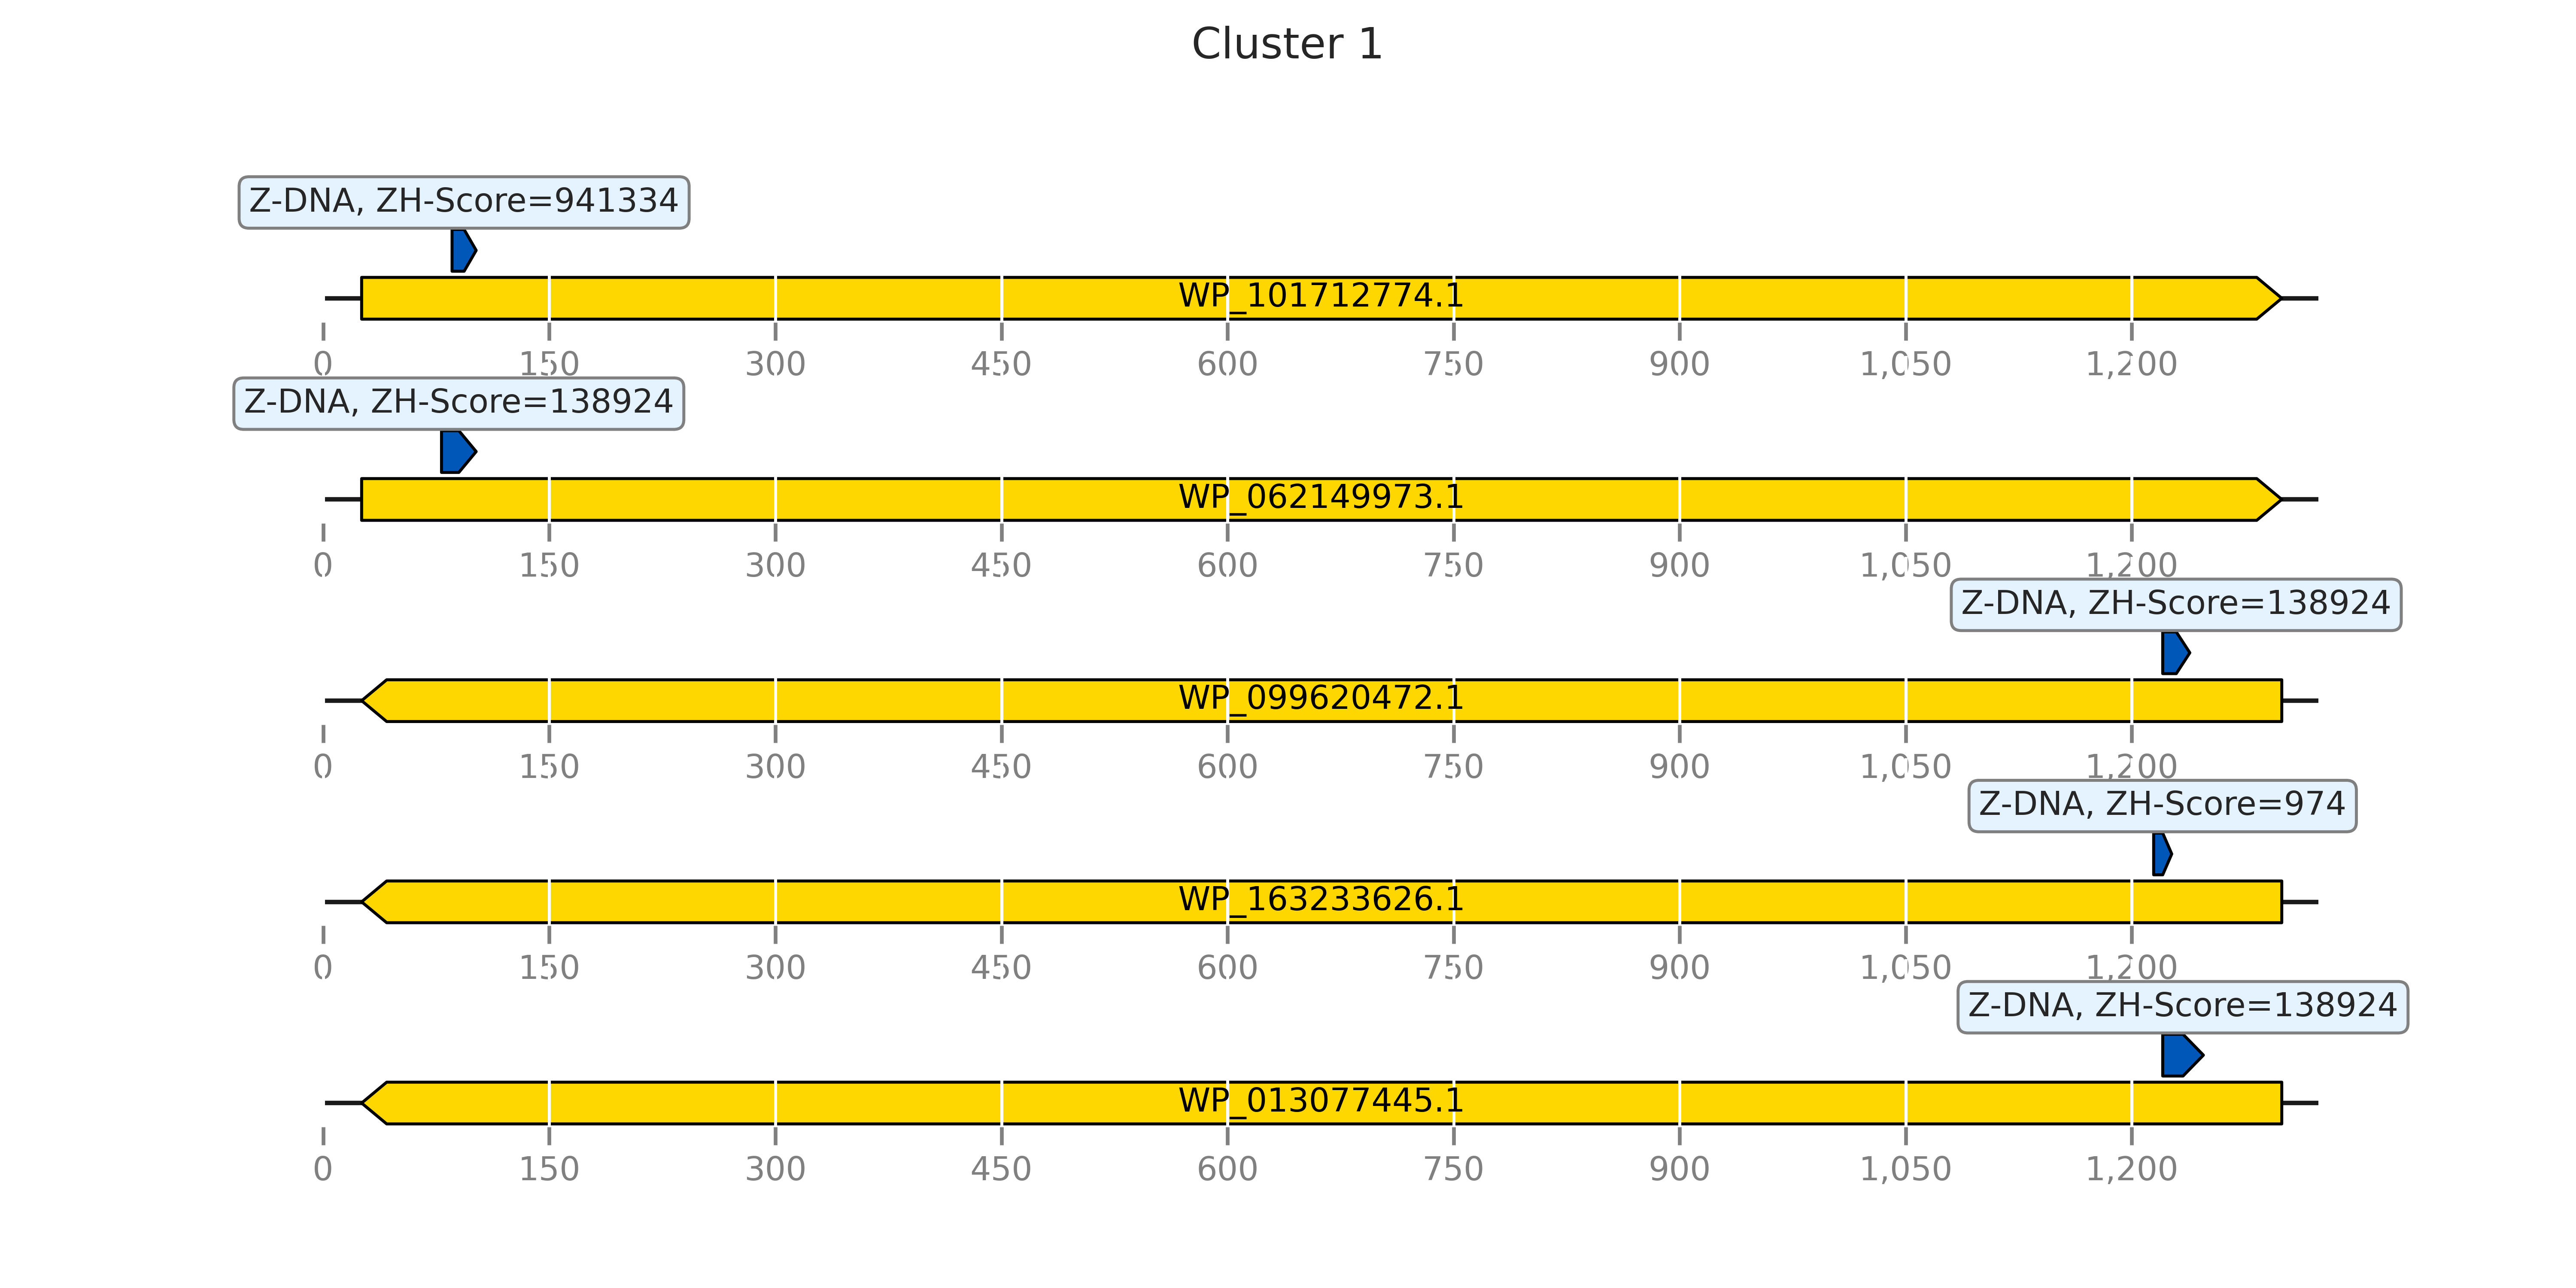 Cluster 1
Z-DNA, ZH-Score=941334
WP_101712774.1
0 150 300 450 600 750 900 1,050 1,200
Z-DNA, ZH-Score=138924
WP_062149973.1
0 150 300 450 600 750 900 1,050 1,200
Z-DNA, ZH-Score=138924
WP_099620472.1
0 150 300 450 600 750 900 1,050 1,200
Z-DNA, ZH-Score=974
WP_163233626.1
0 150 300 450 600 750 900 1,050 1,200
Z-DNA, ZH-Score=138924
WP_013077445.1
0 150 300 450 600 750 900 1,050 1,200